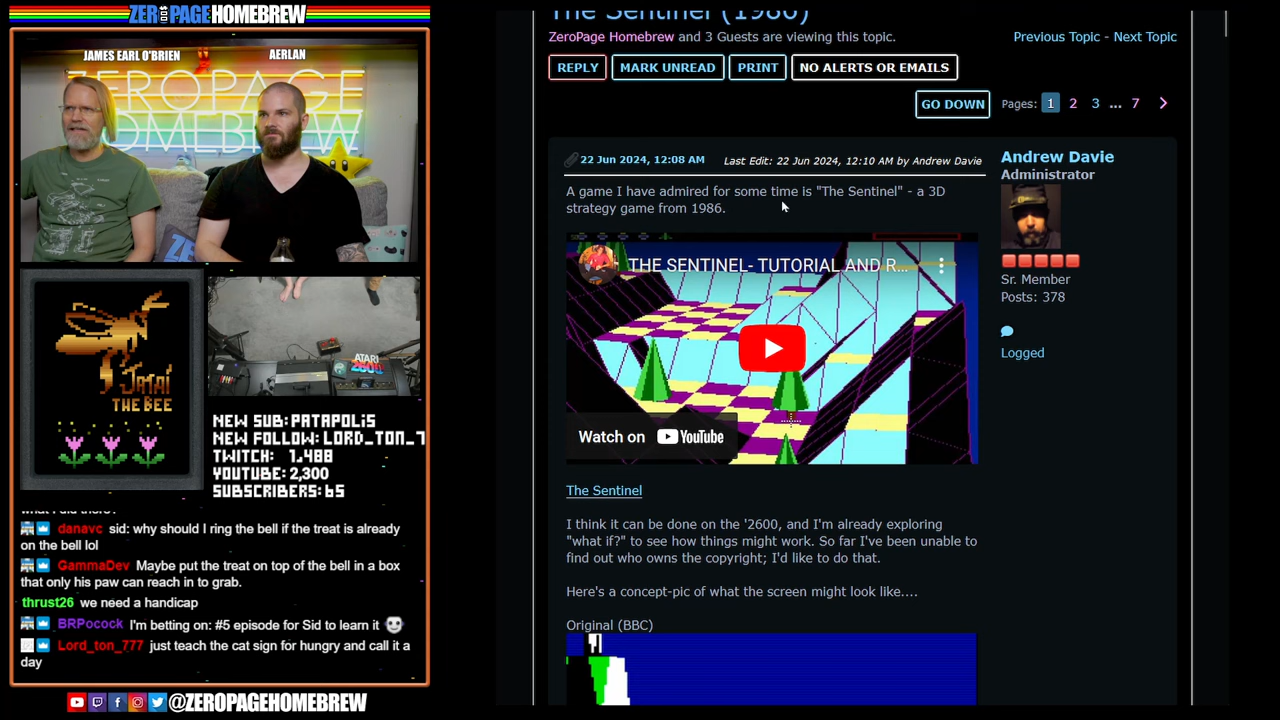 ZEROPAGE HOMEBREW
JAMES EARL O'BRIEN
AERLAN
ZEROPAGE
HOMEBREW
ATARI
2600
JATAI
THE BEE
NEW SUB: PATAPOLIS
NEW FOLLOW: LORD_TON_7
TWITCH: 1,488
YOUTUBE: 2,300
SUBSCRIBERS: 65
danavc sid: why should I ring the bell if the treat is already
on the bell lol
GammaDev Maybe put the treat on top of the bell in a box
that only his paw can reach in to grab.
thrust26 we need a handicap
BRPocock I'm betting on: #5 episode for Sid to learn it
Lord_ton_777 just teach the cat sign for hungry and call it a
day
@ZEROPAGEHOMEBREW
The Sentinel (1986)
ZeroPage Homebrew and 3 Guests are viewing this topic.
Previous Topic - Next Topic
REPLY
MARK UNREAD
PRINT
NO ALERTS OR EMAILS
GO DOWN
Pages: 1 2 3 ... 7
22 Jun 2024, 12:08 AM
Last Edit: 22 Jun 2024, 12:10 AM by Andrew Davie
A game I have admired for some time is "The Sentinel" - a 3D
strategy game from 1986.
THE SENTINEL- TUTORIAL AND R...
Watch on YouTube
The Sentinel
I think it can be done on the '2600, and I'm already exploring
"what if?" to see how things might work. So far I've been unable to
find out who owns the copyright; I'd like to do that.
Here's a concept-pic of what the screen might look like....
Original (BBC)
Andrew Davie
Administrator
Sr. Member
Posts: 378
Logged